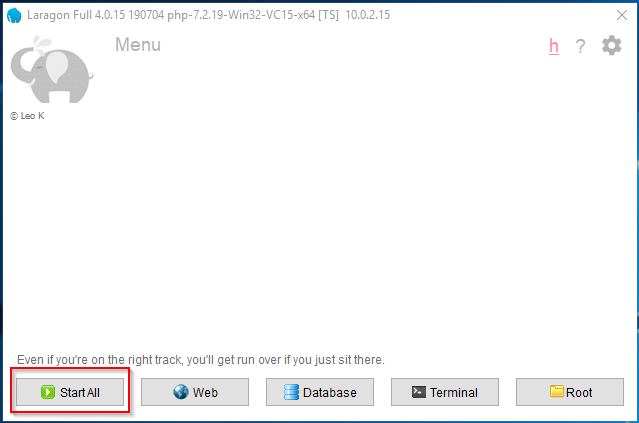 Laragon Full 4.0.15 190704 php-7.2.19-Win32-VC15-x64 [TS] 10.0.2.15
Menu
h ?
© Leo K
Even if you're on the right track, you'll get run over if you just sit there.
Start All Web Database Terminal Root